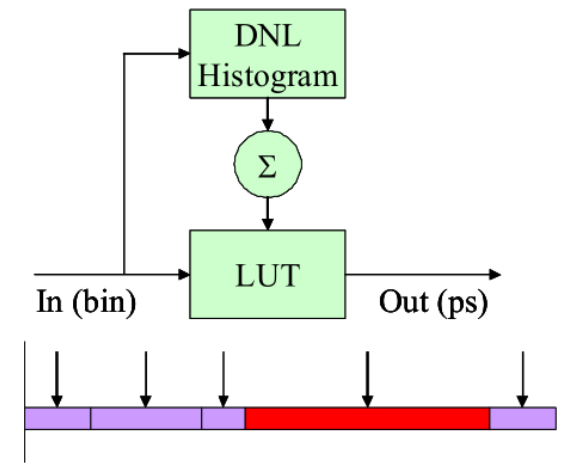 DNL
Histogram
Σ
LUT
In (bin)
Out (ps)